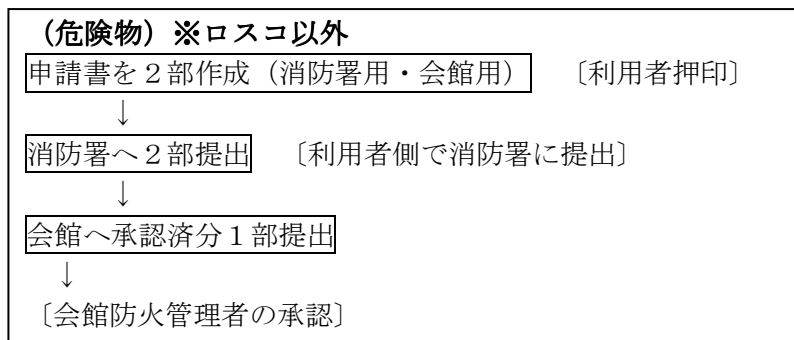 （危険物）※ロスコ以外
申請書を２部作成（消防署用・会館用）　〔利用者押印〕
↓
消防署へ２部提出　〔利用者側で消防署に提出〕
↓
会館へ承認済分１部提出
↓
〔会館防火管理者の承認〕